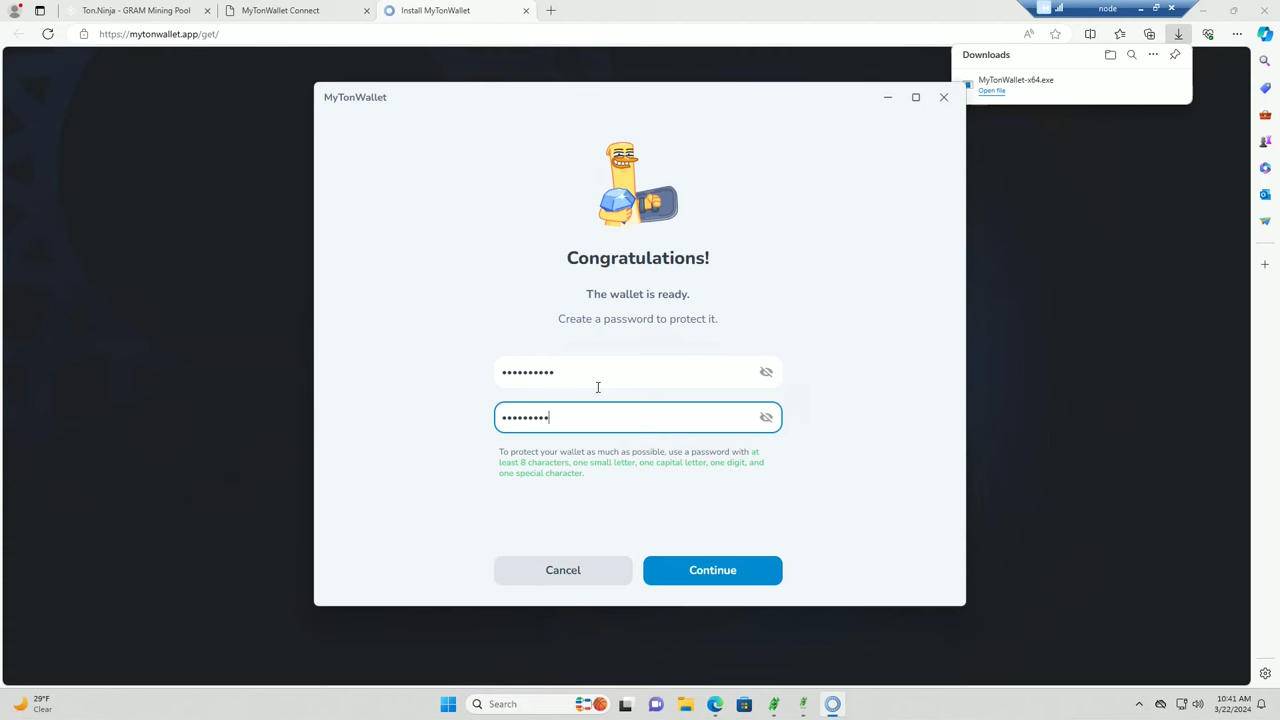 Ton.Ninja - GRAM Mining Pool
MyTonWallet Connect
Install MyTonWallet
node
https://mytonwallet.app/get/
Downloads
MyTonWallet-x64.exe
Open file
MyTonWallet
Congratulations!
The wallet is ready.
Create a password to protect it.
••••••••••
•••••••••
To protect your wallet as much as possible, use a password with at
least 8 characters, one small letter, one capital letter, one digit, and
one special character.
Cancel
Continue
29°F
Clear
Search
10:41 AM
3/22/2024